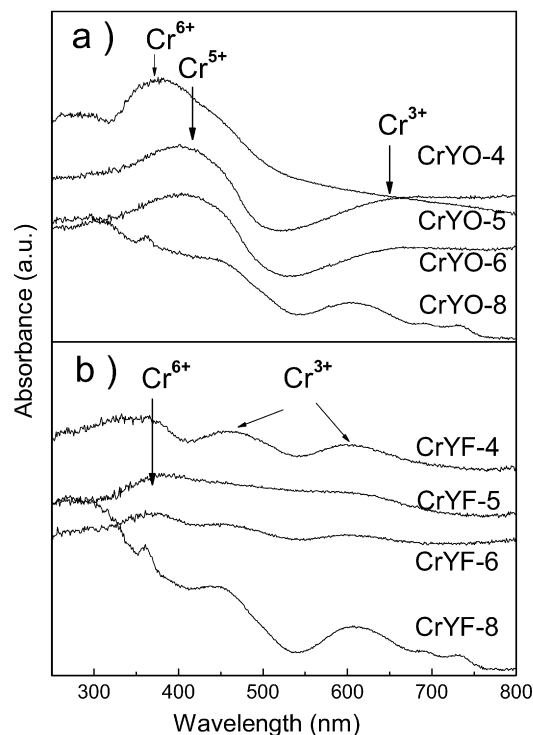 a )
Cr6+
Cr5+
Cr3+
CrYO-4
CrYO-5
CrYO-6
CrYO-8
Absorbance (a.u.)
b )
Cr6+
Cr3+
CrYF-4
CrYF-5
CrYF-6
CrYF-8
300 400 500 600 700 800
Wavelength (nm)